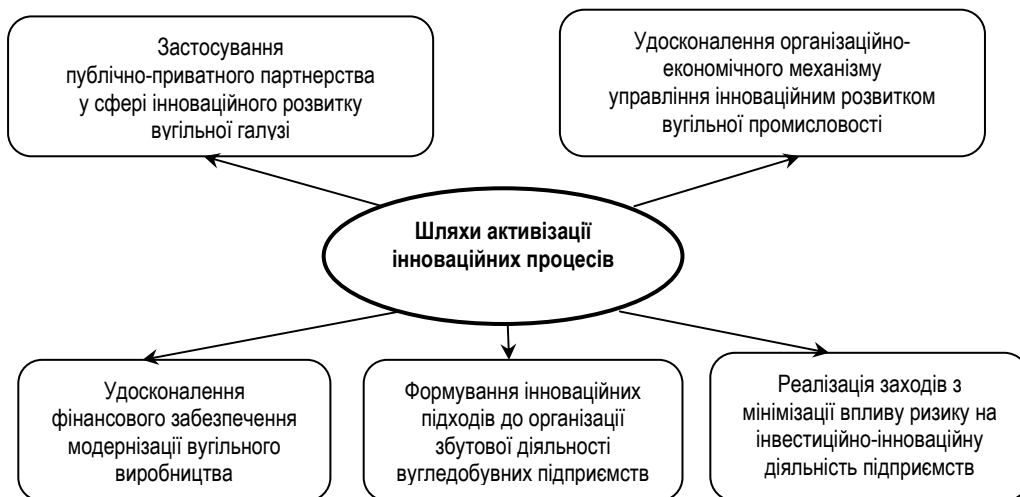 Застосування
публічно-приватного партнерства
у сфері інноваційного розвитку
вугільної галузі
Удосконалення організаційно-
економічного механізму
управління інноваційним розвитком
вугільної промисловості
Шляхи активізації
інноваційних процесів
Удосконалення
фінансового забезпечення
модернізації вугільного
виробництва
Формування інноваційних
підходів до організації
збутової діяльності
вугледобувних підприємств
Реалізація заходів з
мінімізації впливу ризику на
інвестиційно-інноваційну
діяльність підприємств